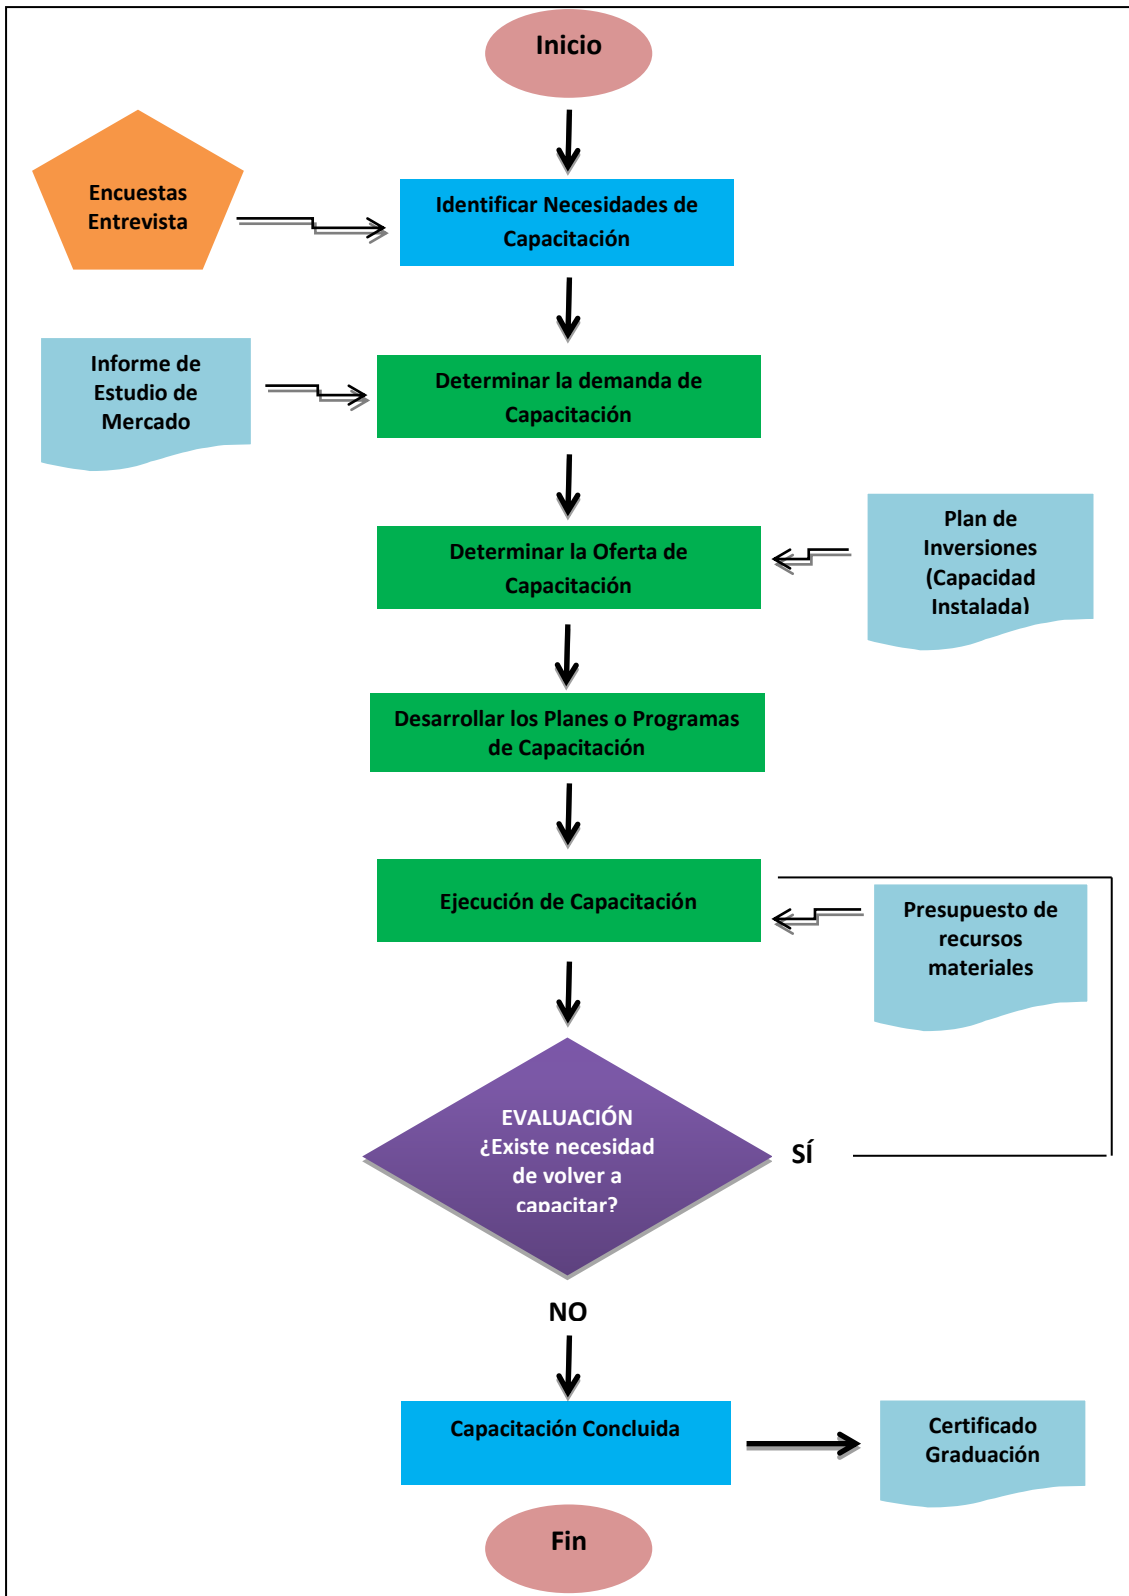 Inicio
Encuestas
Entrevista
Identificar Necesidades de
Capacitación
Informe de
Estudio de
Mercado
Determinar la demanda de
Capacitación
Determinar la Oferta de
Capacitación
Plan de
Inversiones
(Capacidad
Instalada)
Desarrollar los Planes o Programas
de Capacitación
Ejecución de Capacitación
Presupuesto de
recursos
materiales
EVALUACIÓN
¿Existe necesidad
de volver a
capacitar?
SÍ
NO
Capacitación Concluida
Certificado
Graduación
Fin